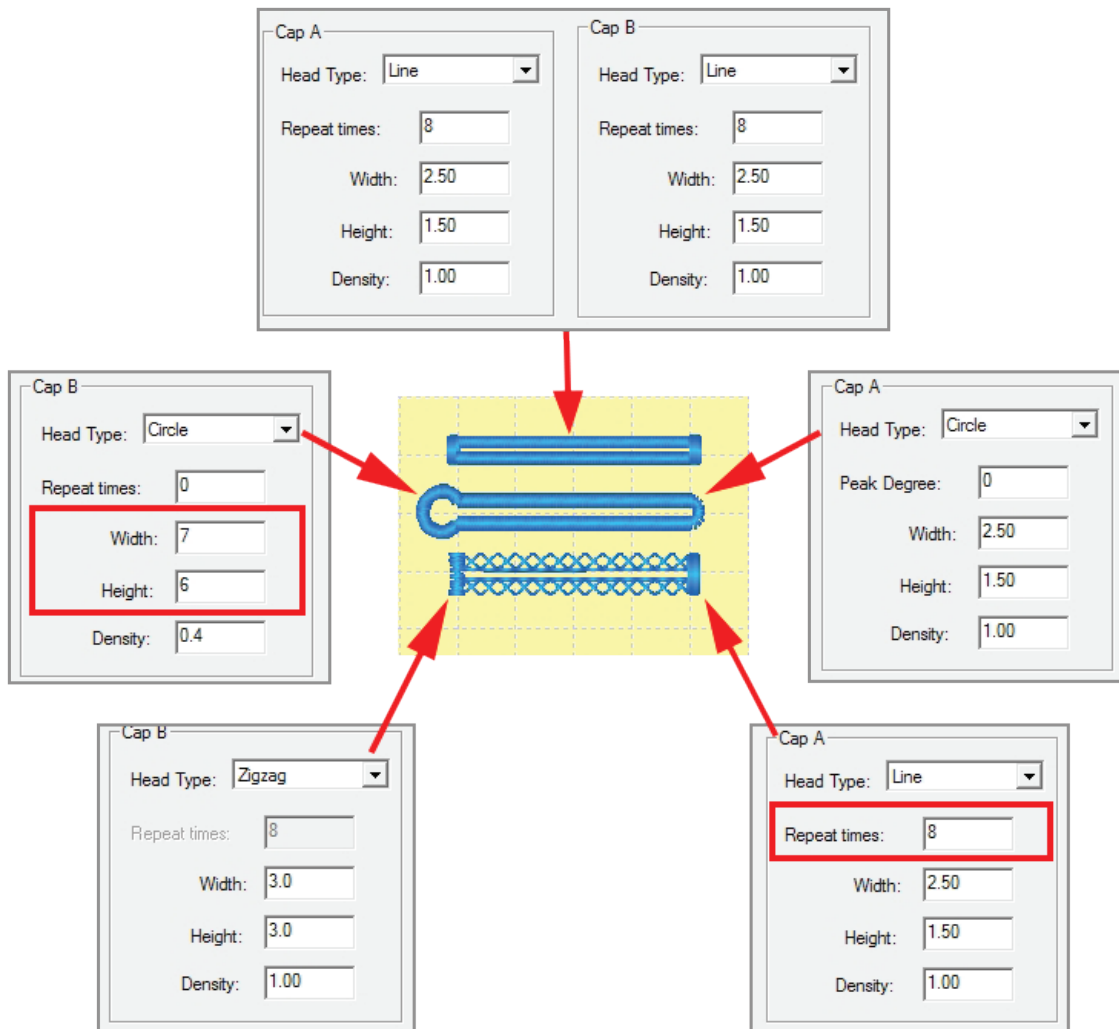 Cap A
Head Type: Line
Repeat times: 8
Width: 2.50
Height: 1.50
Density: 1.00
Cap B
Head Type: Line
Repeat times: 8
Width: 2.50
Height: 1.50
Density: 1.00
Cap B
Head Type: Circle
Repeat times: 0
Width: 7
Height: 6
Density: 0.4
Cap A
Head Type: Circle
Peak Degree: 0
Width: 2.50
Height: 1.50
Density: 1.00
Cap B
Head Type: Zigzag
Repeat times: 8
Width: 3.0
Height: 3.0
Density: 1.00
Cap A
Head Type: Line
Repeat times: 8
Width: 2.50
Height: 1.50
Density: 1.00